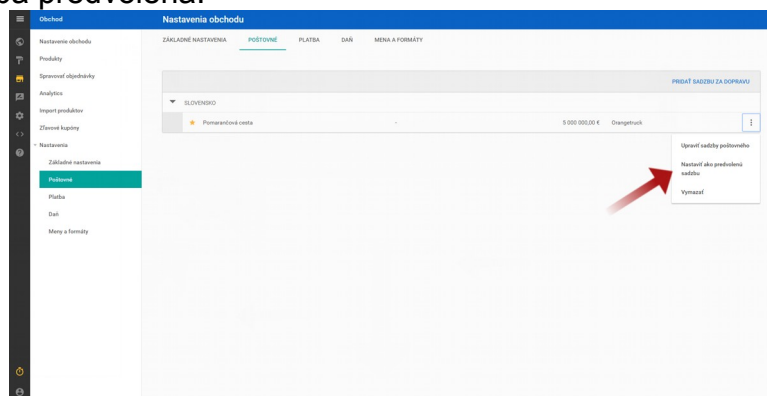 predvolená.
Obchod
Nastavenia obchodu
Nastavenie obchodu
Produkty
Spravovať objednávky
Analytics
Import produktov
Zľavové kupóny
Nastavenia
Základné nastavenia
Poštovné
Platba
Daň
Meny a formáty
ZÁKLADNÉ NASTAVENIA POŠTOVNÉ PLATBA DAŇ MENA A FORMÁTY
PRIDAŤ SADZBU ZA DOPRAVU
SLOVENSKO
Pomarančová cesta - 5 000 000,00 € Orangetruck
Upraviť sadzby poštovného
Nastaviť ako predvolenú
sadzbu
Vymazať